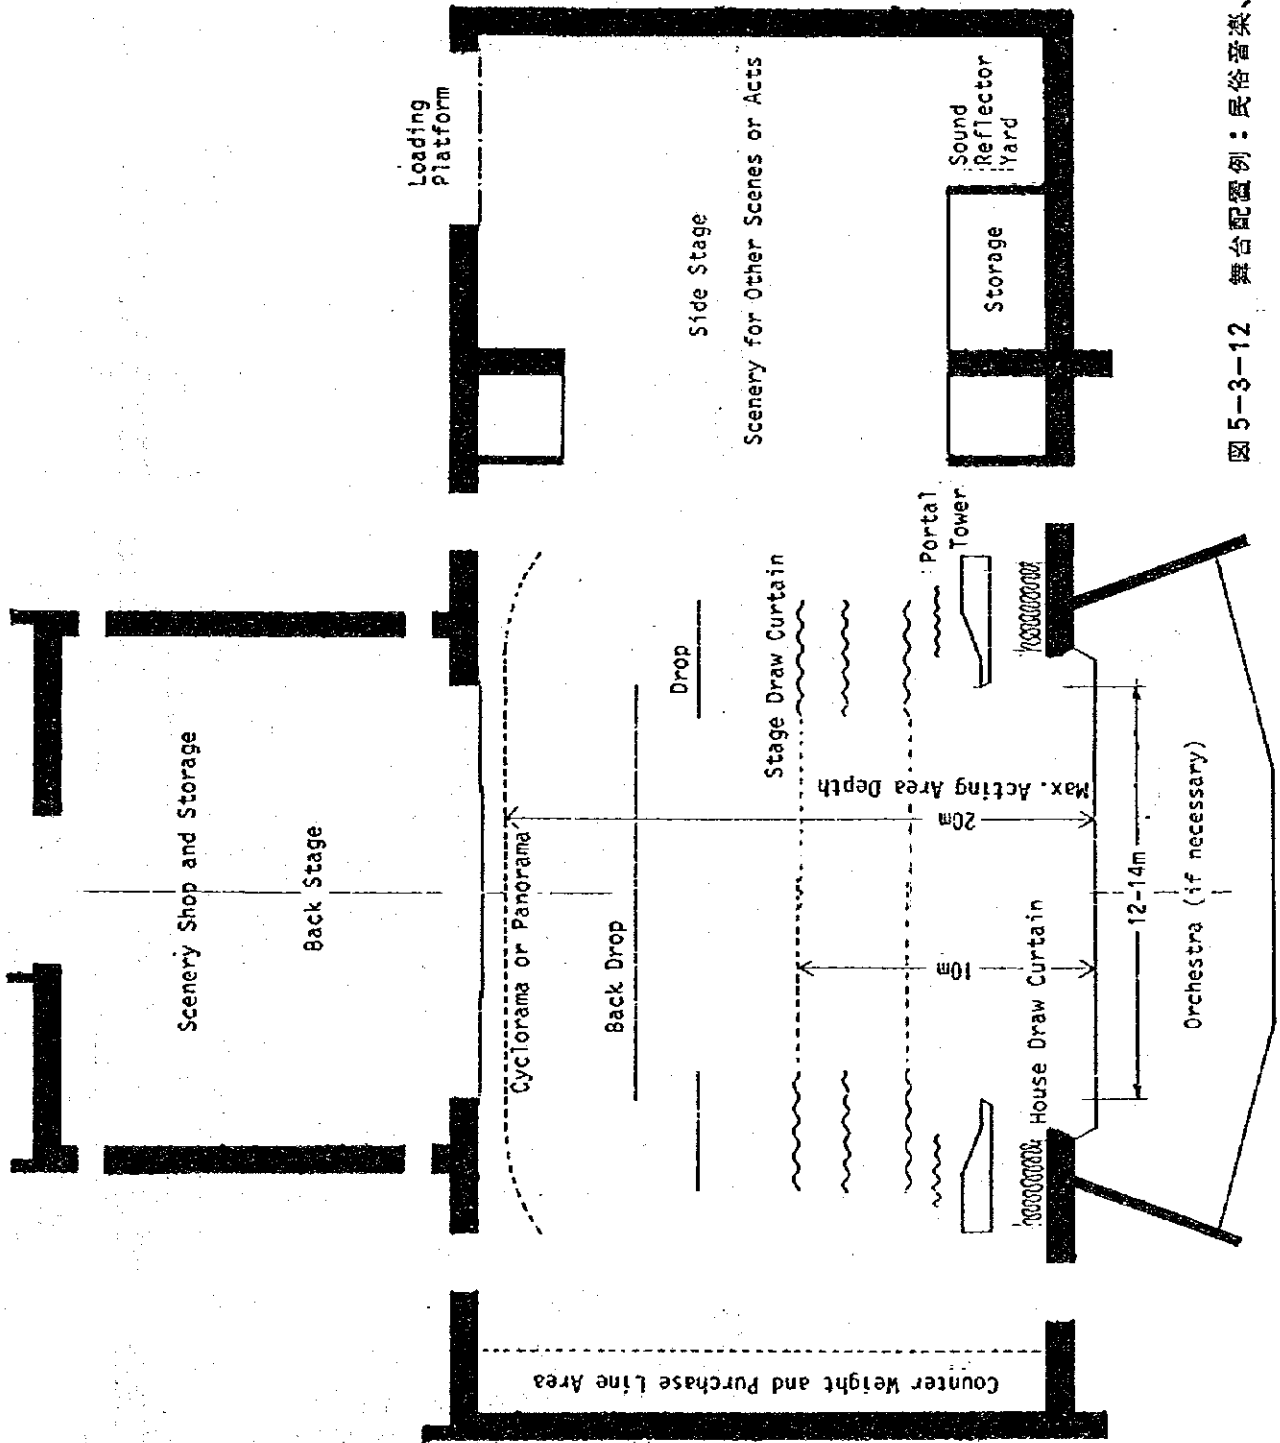 Loading
Platform
Scenery Shop and Storage
Back Stage
Side Stage
Scenery for Other Scenes or Acts
Sound
Reflector
Yard
Storage
Cyclorama or Panorama
Back Drop
Drop
Stage Draw Curtain
Portal
Tower
Max. Acting Area Depth
20m
10m
House Draw Curtain
12-14m
Orchestra (if necessary)
Counter Weight and Purchase Line Area
図5-3-12 舞台配置例：民俗音楽、